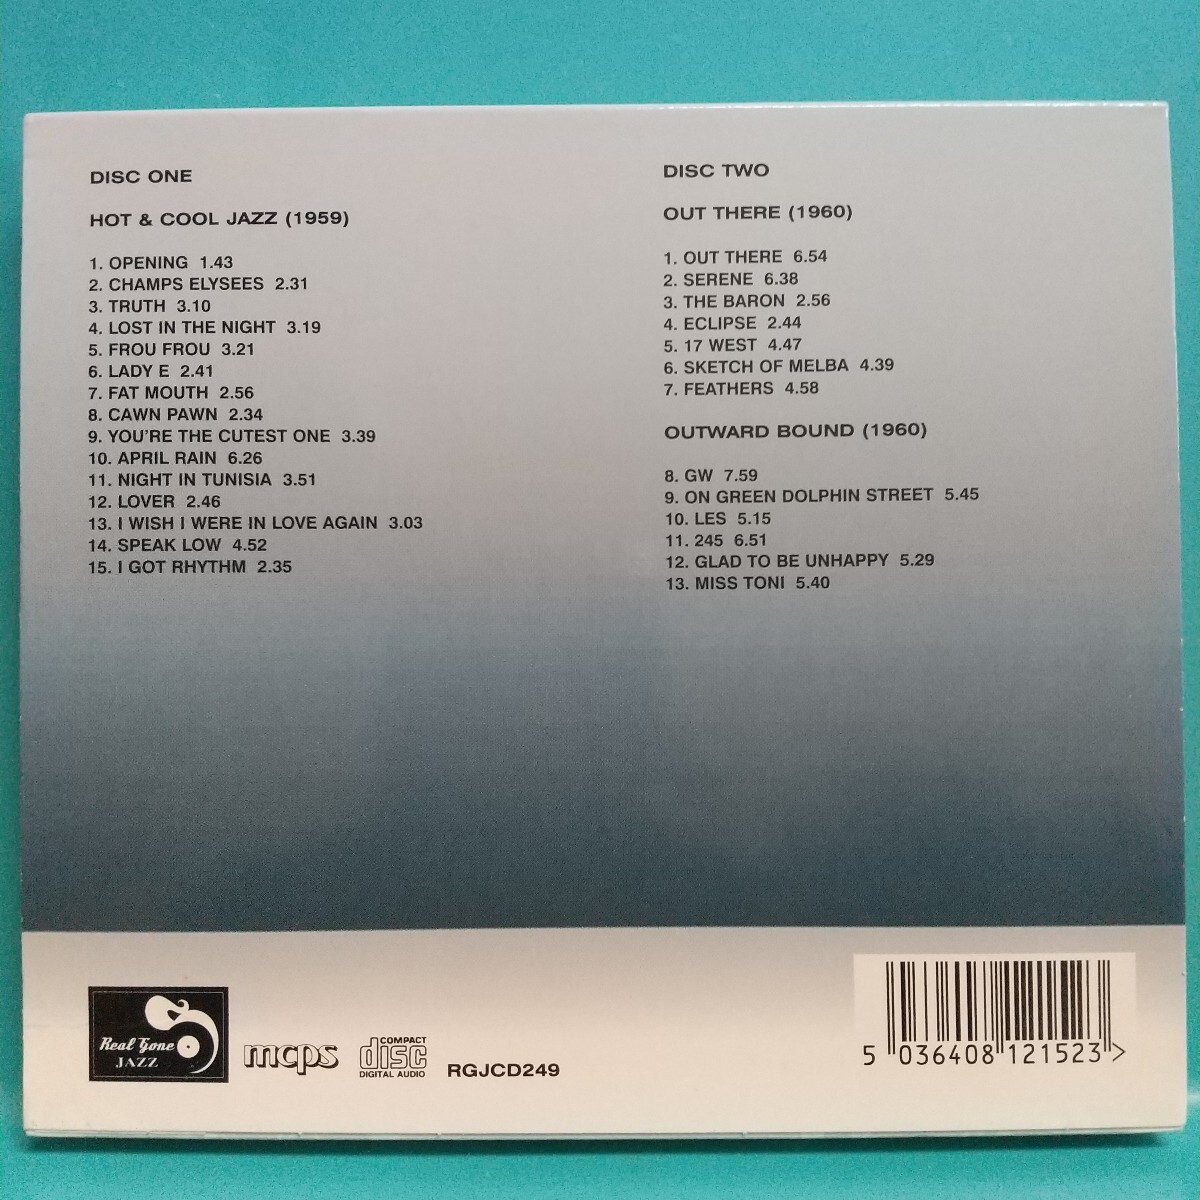 DISC ONE
HOT & COOL JAZZ (1959)
1. OPENING 1.43
2. CHAMPS ELYSEES 2.31
3. TRUTH 3.10
4. LOST IN THE NIGHT 3.19
5. FROU FROU 3.21
6. LADY E 2.41
7. FAT MOUTH 2.56
8. CAWN PAWN 2.34
9. YOU'RE THE CUTEST ONE 3.39
10. APRIL RAIN 6.26
11. NIGHT IN TUNISIA 3.51
12. LOVER 2.46
13. I WISH I WERE IN LOVE AGAIN 3.03
14. SPEAK LOW 4.52
15. I GOT RHYTHM 2.35
DISC TWO
OUT THERE (1960)
1. OUT THERE 6.54
2. SERENE 6.38
3. THE BARON 2.56
4. ECLIPSE 2.44
5. 17 WEST 4.47
6. SKETCH OF MELBA 4.39
7. FEATHERS 4.58
OUTWARD BOUND (1960)
8. GW 7.59
9. ON GREEN DOLPHIN STREET 5.45
10. LES 5.15
11. 245 6.51
12. GLAD TO BE UNHAPPY 5.29
13. MISS TONI 5.40
Real Gone
JAZZ
mcps
COMPACT
disc
DIGITAL AUDIO
RGJCD249
5 036408 121523 >